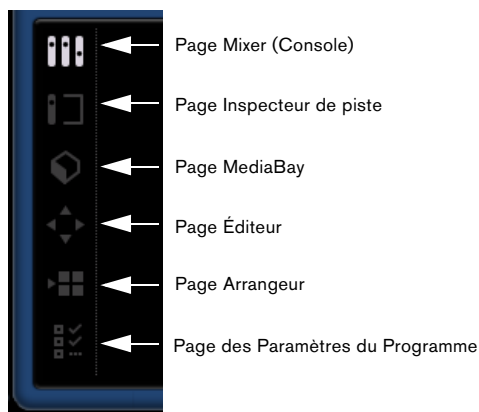 Page Mixer (Console)
Page Inspecteur de piste
Page MediaBay
Page Éditeur
Page Arrangeur
Page des Paramètres du Programme